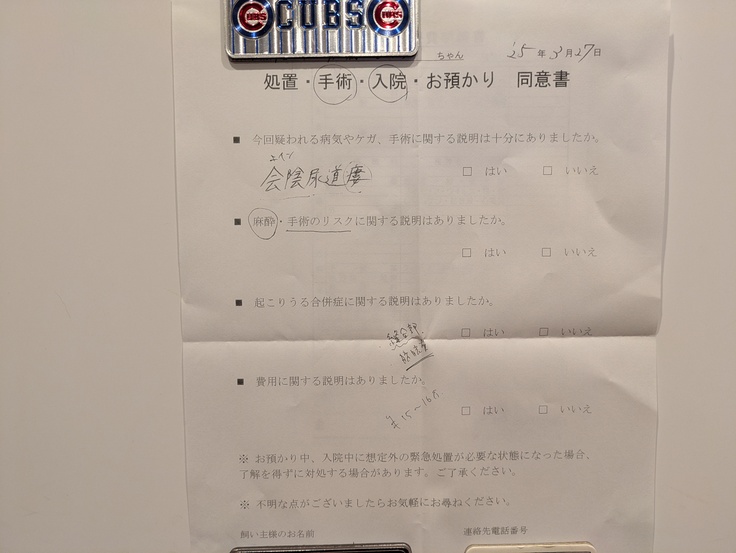 CUBS
CUBS
CUBS
ちゃん '25年3月27日
処置・手術・入院・お預かり 同意書
■ 今回疑われる病気やケガ、手術に関する説明は十分にありましたか。
エイン
会陰尿道瘻
□ はい □ いいえ
■ 麻酔・手術のリスクに関する説明はありましたか。
□ はい □ いいえ
■ 起こりうる合併症に関する説明はありましたか。
縫合部
□ はい □ いいえ
■ 費用に関する説明はありましたか。
15~16万
□ はい □ いいえ
※ お預かり中、入院中に想定外の緊急処置が必要な状態になった場合、
了解を得ずに対処する場合があります。ご了承ください。
※ 不明な点がございましたらお気軽にお尋ねください。
飼い主様のお名前 連絡先電話番号